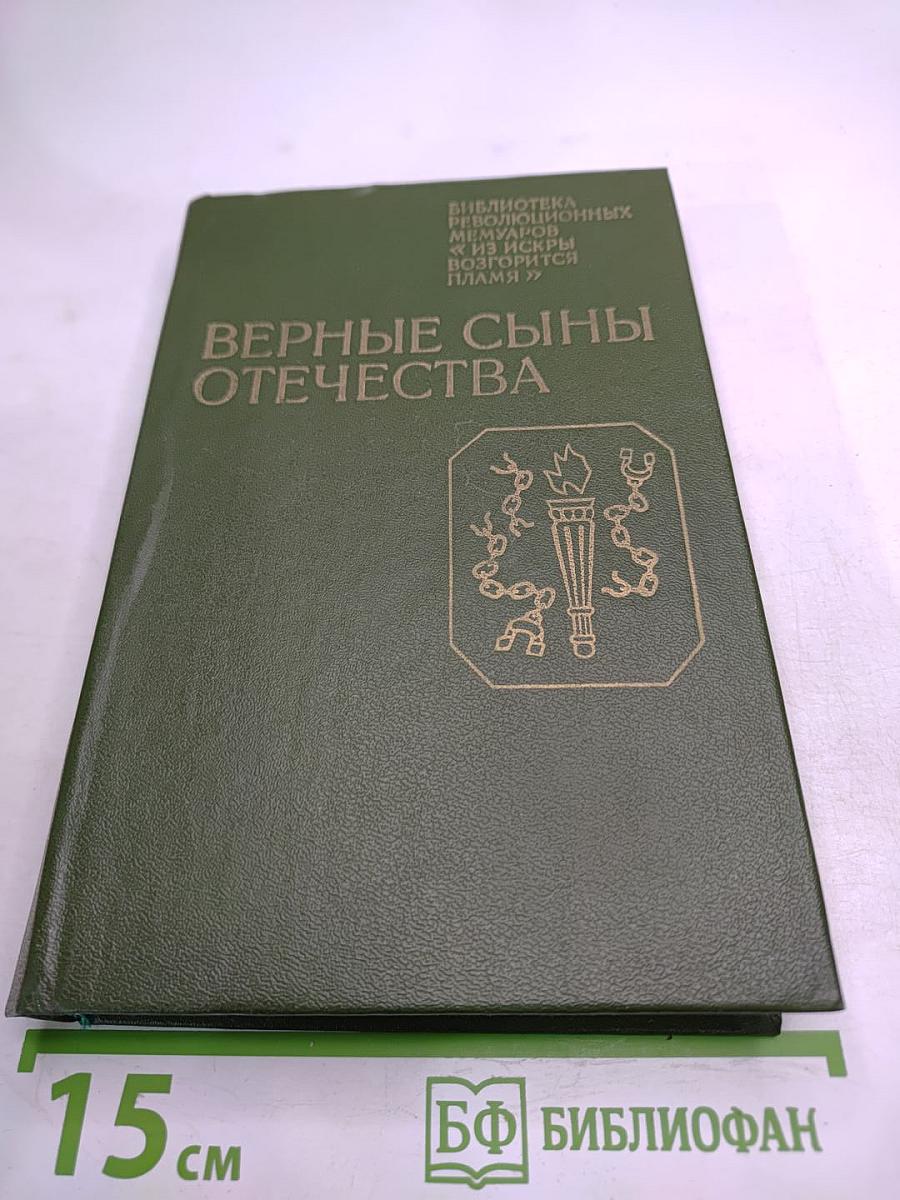 БИБЛИОТЕКА
РЕВОЛЮЦИОННЫХ
МЕМУАРОВ
«ИЗ ИСКРЫ
ВОЗГОРИТСЯ
ПЛАМЯ»
ВЕРНЫЕ СЫНЫ
ОТЕЧЕСТВА
15 см
БФ БИБЛИОФАН